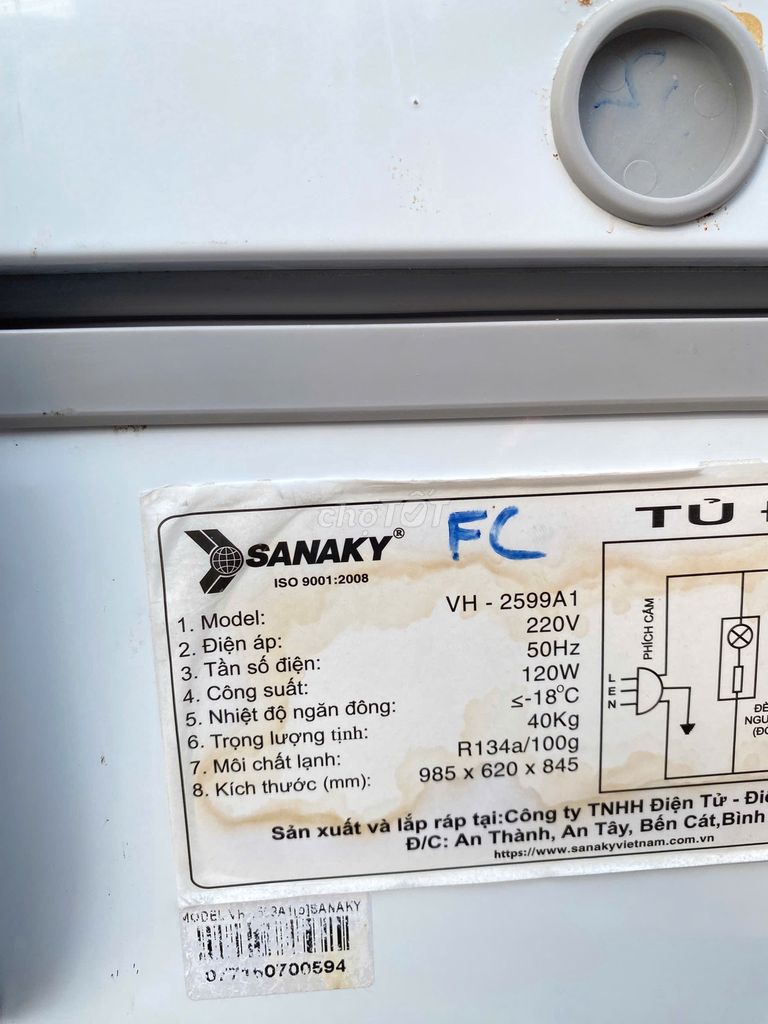 chợTỐT
FC
SANAKY®
ISO 9001:2008
TỦ
1. Model: VH - 2599A1
2. Điện áp: 220V
3. Tần số điện: 50Hz
4. Công suất: 120W
5. Nhiệt độ ngăn đông: ≤-18°C
6. Trọng lượng tịnh: 40Kg
7. Môi chất lạnh: R134a/100g
8. Kích thước (mm): 985 x 620 x 845
PHÍCH CẮM
L
E
N
Sản xuất và lắp ráp tại:Công ty TNHH Điện Tử -
Đ/C: An Thành, An Tây, Bến Cát,Bình
https://www.sanakyvietnam.com.vn
MODEL SANAKY